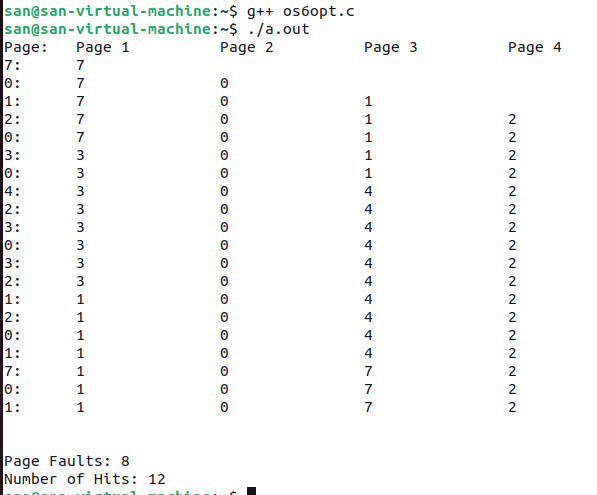 san@san-virtual-machine:~$ g++ os6opt.c
san@san-virtual-machine:~$ ./a.out
Page: Page 1 Page 2 Page 3 Page 4
7: 7
0: 7 0
1: 7 0 1
2: 7 0 1 2
0: 7 0 1 2
3: 3 0 1 2
0: 3 0 1 2
4: 3 0 4 2
2: 3 0 4 2
3: 3 0 4 2
0: 3 0 4 2
3: 3 0 4 2
2: 3 0 4 2
1: 1 0 4 2
2: 1 0 4 2
0: 1 0 4 2
1: 1 0 4 2
7: 1 0 7 2
0: 1 0 7 2
1: 1 0 7 2
Page Faults: 8
Number of Hits: 12
san@san-virtual-machine:~$